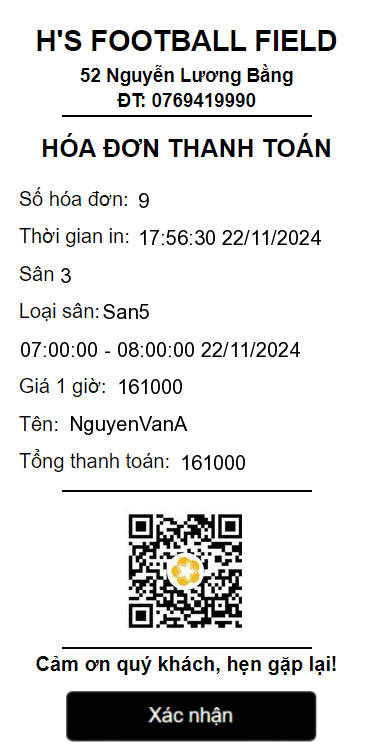 H'S FOOTBALL FIELD
52 Nguyễn Lương Bằng
ĐT: 0769419990
HÓA ĐƠN THANH TOÁN
Số hóa đơn: 9
Thời gian in: 17:56:30 22/11/2024
Sân 3
Loại sân: San5
07:00:00 - 08:00:00 22/11/2024
Giá 1 giờ: 161000
Tên: NguyenVanA
Tổng thanh toán: 161000
Cảm ơn quý khách, hẹn gặp lại!
Xác nhận